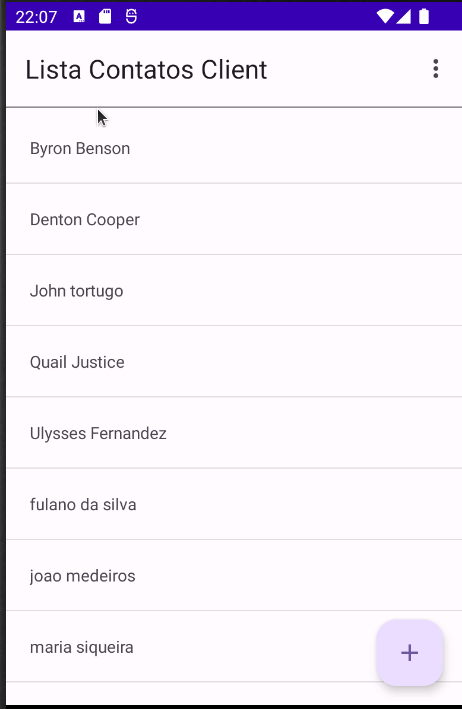 22:07
Lista Contatos Client
Byron Benson
Denton Cooper
John tortugo
Quail Justice
Ulysses Fernandez
fulano da silva
joao medeiros
maria siqueira